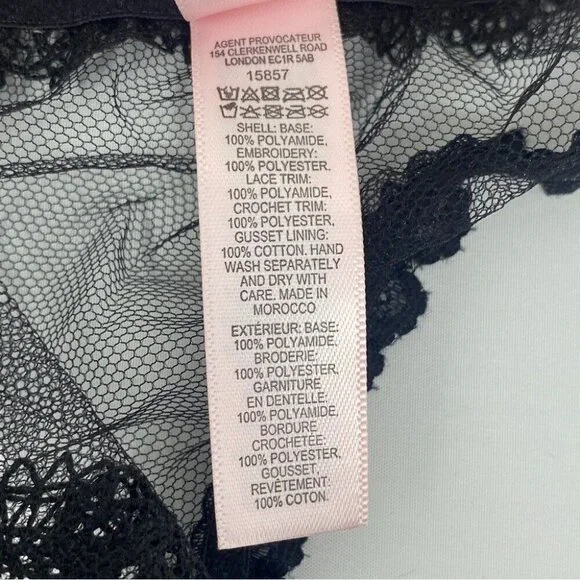 AGENT PROVOCATEUR
154 CLERKENWELL ROAD
LONDON EC1R 5AB
15857
SHELL: BASE:
100% POLYAMIDE,
EMBROIDERY:
100% POLYESTER.
LACE TRIM:
100% POLYAMIDE,
CROCHET TRIM:
100% POLYESTER,
GUSSET LINING:
100% COTTON. HAND
WASH SEPARATELY
AND DRY WITH
CARE. MADE IN
MOROCCO
EXTÉRIEUR: BASE:
100% POLYAMIDE,
BRODERIE:
100% POLYESTER,
GARNITURE
EN DENTELLE:
100% POLYAMIDE,
BORDURE
CROCHETÉE:
100% POLYESTER,
GOUSSET,
REVÊTEMENT:
100% COTON.